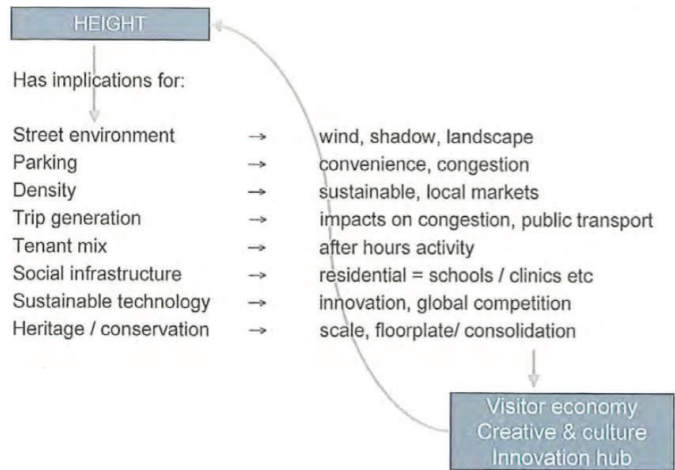 HEIGHT
Has implications for:
Street environment → wind, shadow, landscape
Parking → convenience, congestion
Density → sustainable, local markets
Trip generation → impacts on congestion, public transport
Tenant mix → after hours activity
Social infrastructure → residential = schools / clinics etc
Sustainable technology → innovation, global competition
Heritage / conservation → scale, floorplate/ consolidation
Visitor economy
Creative & culture
Innovation hub